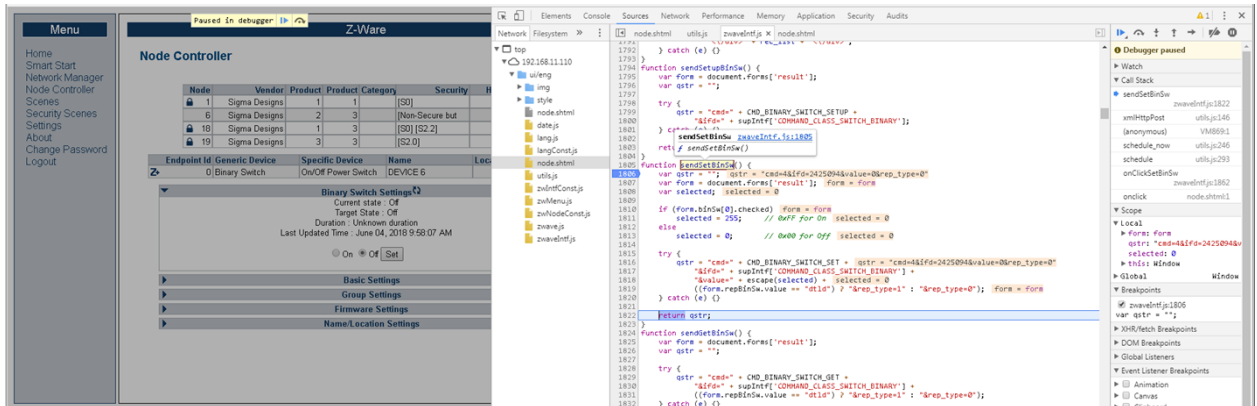 Menu
Home
Smart Start
Network Manager
Node Controller
Scenes
Security Scenes
Settings
About
Change Password
Logout
Paused in debugger
Z-Ware
Node Controller
Node Vendor Product Product Category Security H
1 Sigma Designs 1 1 [S0]
6 Sigma Designs 2 3 [Non-Secure but
18 Sigma Designs 1 3 [S0] [S2.2]
19 Sigma Designs 3 3 [S2.0]
Endpoint Id Generic Device Specific Device Name Loca
0 Binary Switch On/Off Power Switch DEVICE 6
Binary Switch Settings
Current state : Off
Target State : Off
Duration : Unknown duration
Last Updated Time : June 04, 2018 9:58:07 AM
On Off Set
Basic Settings
Group Settings
Firmware Settings
Name/Location Settings
Elements Console Sources Network Performance Memory Application Security Audits
1
Network Filesystem »
top
192.168.11.110
ui/eng
img
style
node.shtml
date.js
lang.js
langConst.js
node.shtml
utils.js
zwIntfConst.js
zwMenu.js
zwNodeConst.js
zwave.js
zwaveIntf.js
node.shtml utils.js zwaveIntf.js × node.shtml
1792 } catch (e) {}
1793 }
1794 function sendSetupBinSw() {
1795 var form = document.forms['result'];
1796 var qstr = "";
1797
1798 try {
1799 qstr = "cmd=" + CMD_BINARY_SWITCH_SETUP +
1800 "&ifd=" + supIntf['COMMAND_CLASS_SWITCH_BINARY'];
1801 } catch (e) {}
1802
1803
1804 }
sendSetBinSw zwaveIntf.js:1805
ƒ sendSetBinSw()
1805 function sendSetBinSw() {
1806 var qstr = ""; qstr = "cmd=4&ifd=2425094&value=0&rep_type=0"
1807 var form = document.forms['result']; form = form
1808 var selected; selected = 0
1809
1810 if (form.binSw[0].checked) form = form
1811 selected = 255; // 0xFF for On selected = 0
1812 else
1813 selected = 0; // 0x00 for Off selected = 0
1814
1815 try {
1816 qstr = "cmd=" + CMD_BINARY_SWITCH_SET + qstr = "cmd=4&ifd=2425094&value=0&rep_type=0"
1817 "&ifd=" + supIntf['COMMAND_CLASS_SWITCH_BINARY'] +
1818 "&value=" + escape(selected) + selected = 0
1819 ((form.repBinSw.value == "dtld") ? "&rep_type=1" : "&rep_type=0"); form = form
1820 } catch (e) {}
1821
1822 return qstr;
1823 }
1824 function sendGetBinSw() {
1825 var form = document.forms['result'];
1826 var qstr = "";
1827
1828 try {
1829 qstr = "cmd=" + CMD_BINARY_SWITCH_GET +
1830 "&ifd=" + supIntf['COMMAND_CLASS_SWITCH_BINARY'] +
1831 ((form.repBinSw.value == "dtld") ? "&rep_type=1" : "&rep_type=0");
1832 } catch (e) {}
Debugger paused
Watch
Call Stack
sendSetBinSw
zwaveIntf.js:1822
xmlHttpPost utils.js:146
(anonymous) VM869:1
schedule_now utils.js:246
schedule utils.js:293
onClickSetBinSw
zwaveIntf.js:1862
onclick node.shtml:1
Scope
Local
form: form
qstr: "cmd=4&ifd=2425094&v
selected: 0
this: Window
Global Window
Breakpoints
zwaveIntf.js:1806
var qstr = "";
XHR/fetch Breakpoints
DOM Breakpoints
Global Listeners
Event Listener Breakpoints
Animation
Canvas